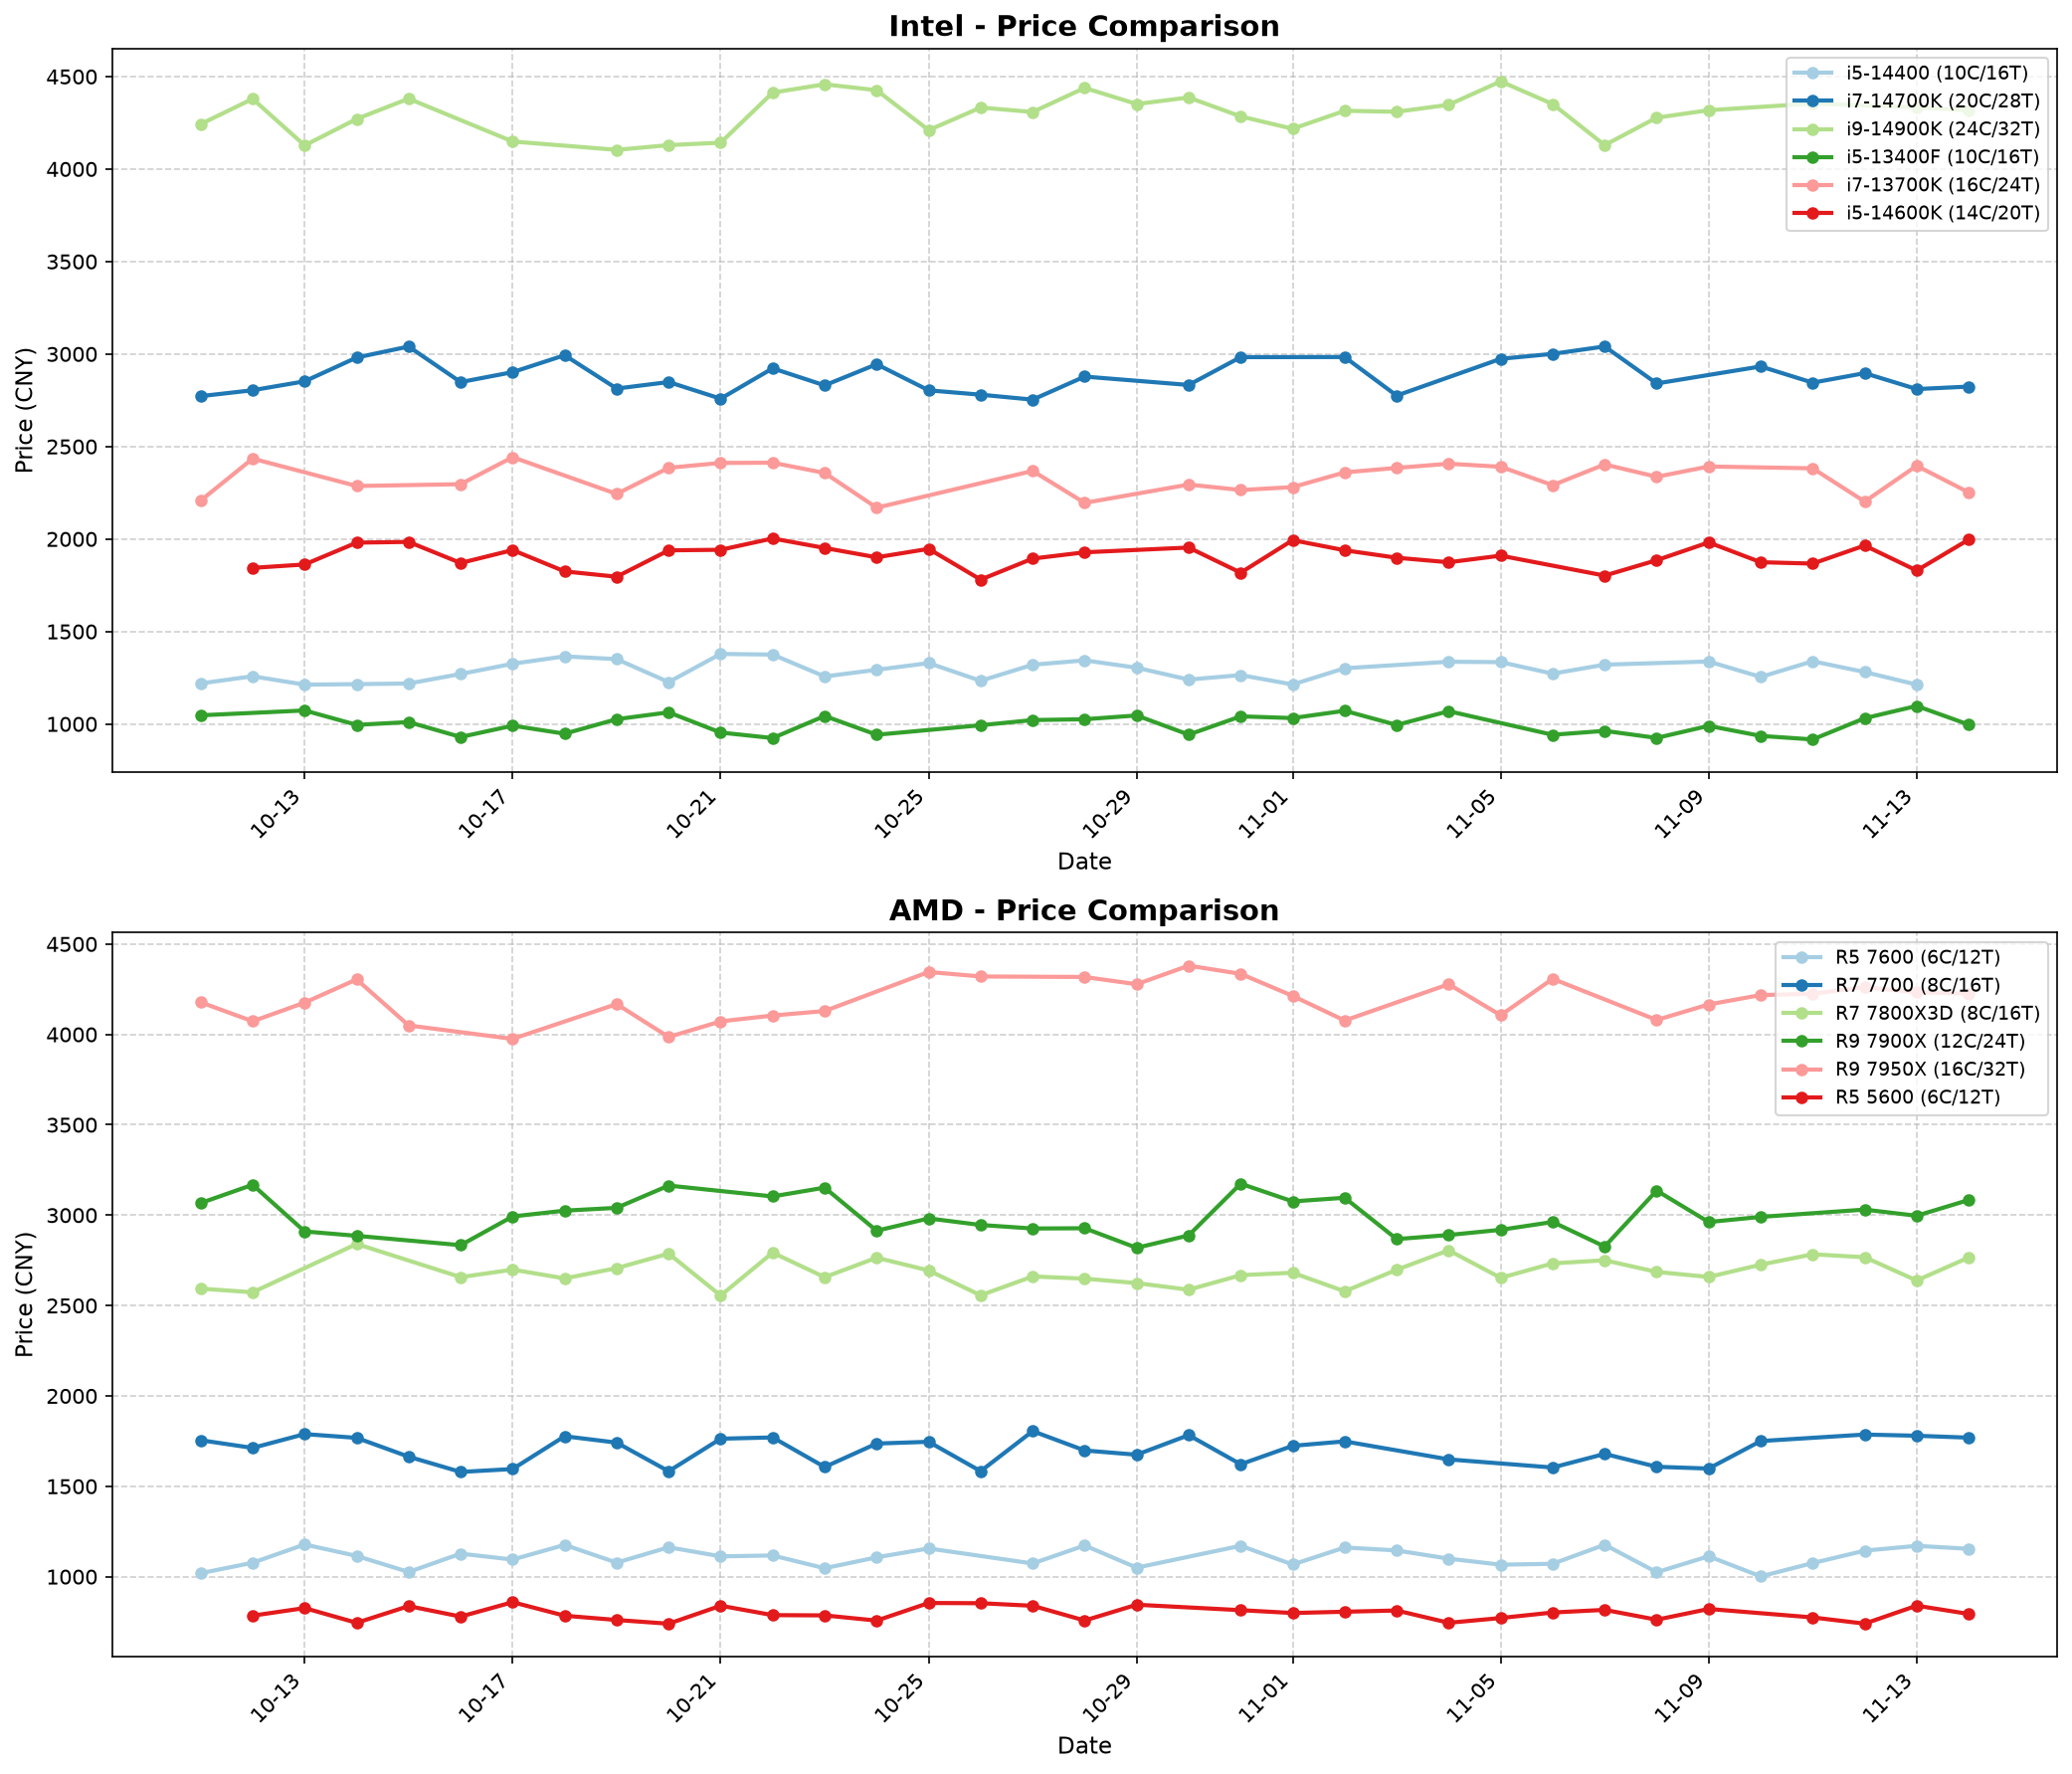 Intel - Price Comparison
Price (CNY)
4500
4000
3500
3000
2500
2000
1500
1000
i5-14400 (10C/16T)
i7-14700K (20C/28T)
i9-14900K (24C/32T)
i5-13400F (10C/16T)
i7-13700K (16C/24T)
i5-14600K (14C/20T)
10-13
10-17
10-21
10-25
10-29
11-01
11-05
11-09
11-13
Date
AMD - Price Comparison
Price (CNY)
4500
4000
3500
3000
2500
2000
1500
1000
R5 7600 (6C/12T)
R7 7700 (8C/16T)
R7 7800X3D (8C/16T)
R9 7900X (12C/24T)
R9 7950X (16C/32T)
R5 5600 (6C/12T)
10-13
10-17
10-21
10-25
10-29
11-01
11-05
11-09
11-13
Date